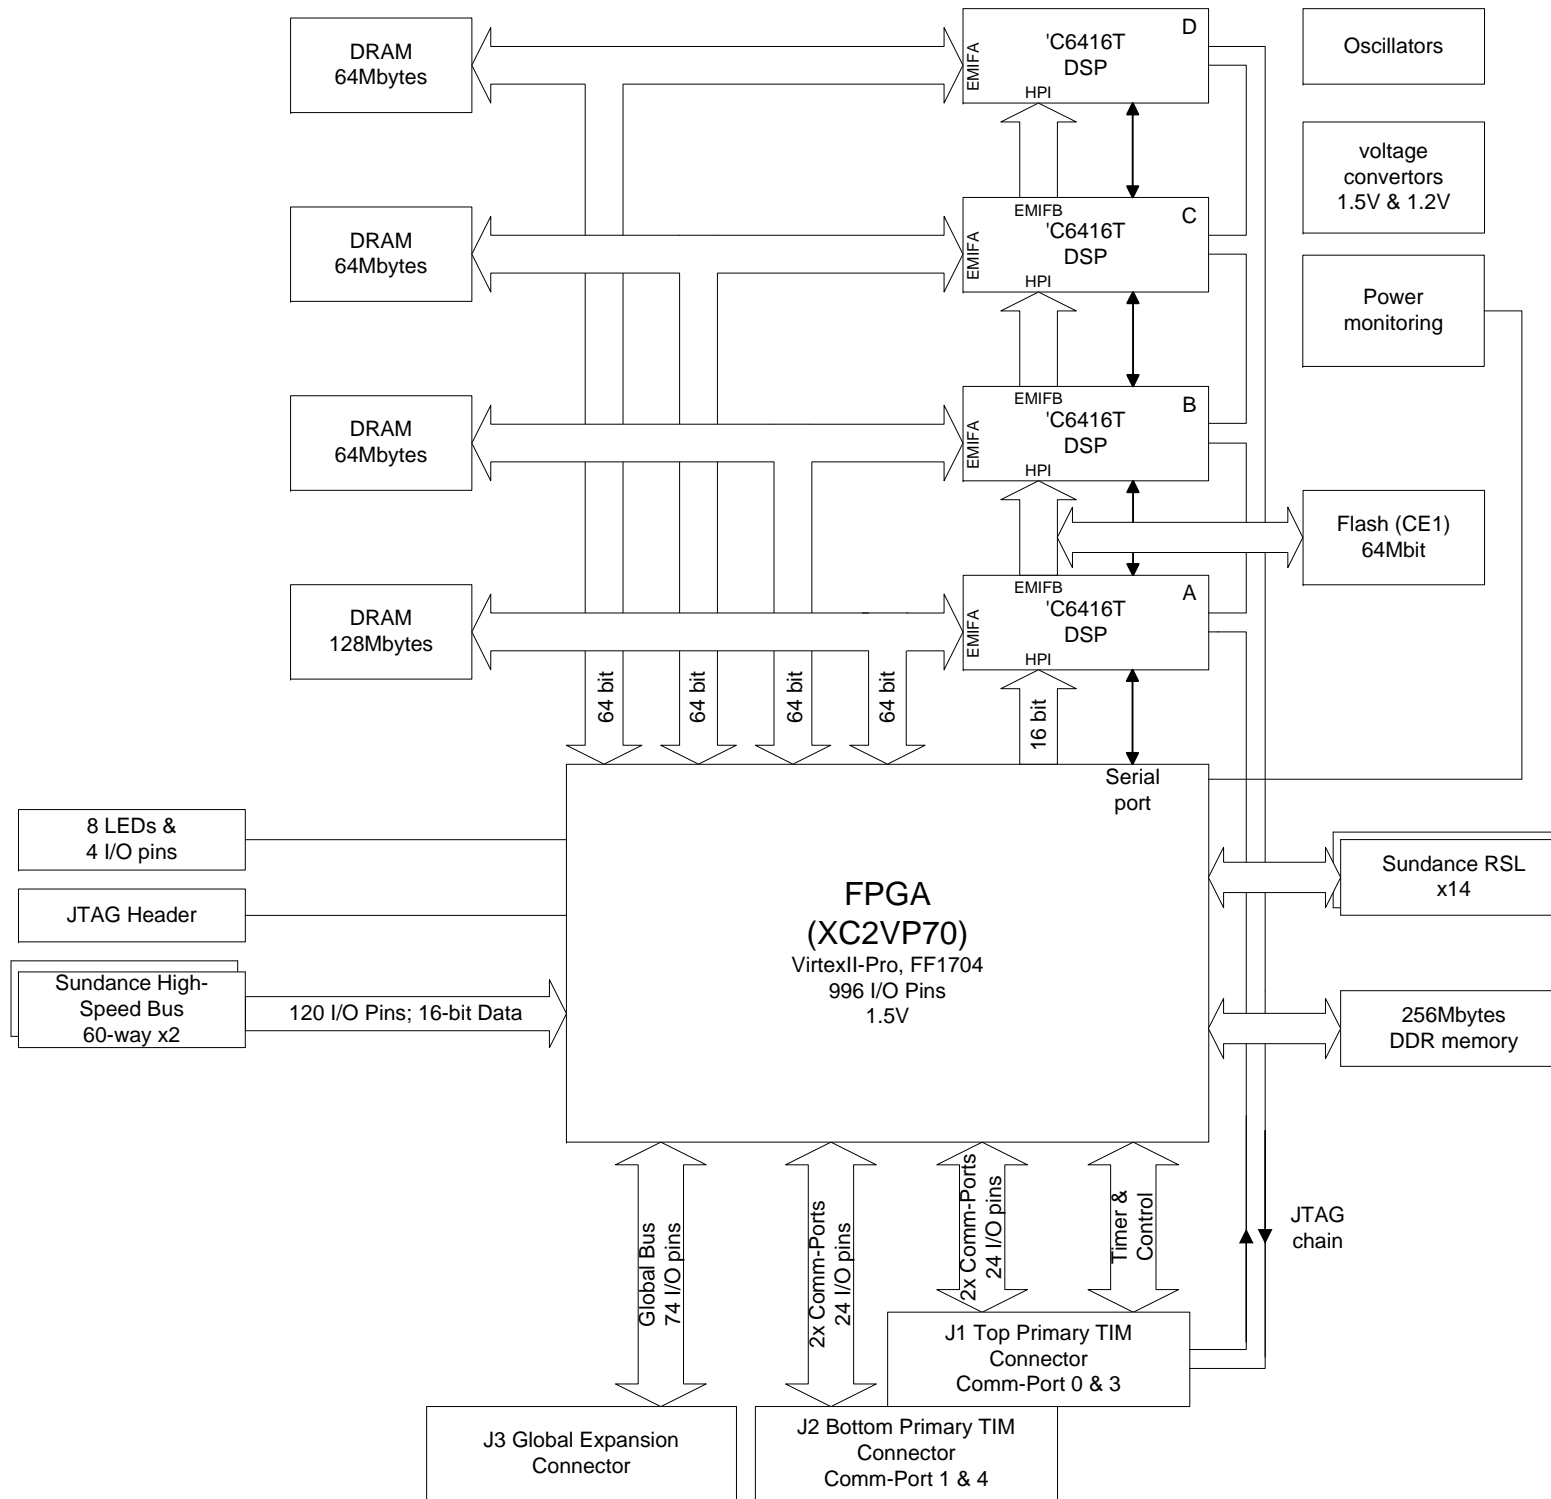 DRAM
64Mbytes
EMIFA
'C6416T
DSP
D
HPI
Oscillators
voltage
convertors
1.5V & 1.2V
DRAM
64Mbytes
EMIFA
EMIFB
'C6416T
DSP
C
HPI
Power
monitoring
DRAM
64Mbytes
EMIFA
EMIFB
'C6416T
DSP
B
HPI
Flash (CE1)
64Mbit
DRAM
128Mbytes
EMIFA
EMIFB
'C6416T
DSP
A
HPI
64 bit
64 bit
64 bit
64 bit
16 bit
Serial
port
8 LEDs &
4 I/O pins
JTAG Header
Sundance High-
Speed Bus
60-way x2
120 I/O Pins; 16-bit Data
FPGA
(XC2VP70)
VirtexII-Pro, FF1704
996 I/O Pins
1.5V
Sundance RSL
x14
256Mbytes
DDR memory
Global Bus
74 I/O pins
2x Comm-Ports
24 I/O pins
2x Comm-Ports
24 I/O pins
Timer &
Control
JTAG
chain
J1 Top Primary TIM
Connector
Comm-Port 0 & 3
J3 Global Expansion
Connector
J2 Bottom Primary TIM
Connector
Comm-Port 1 & 4